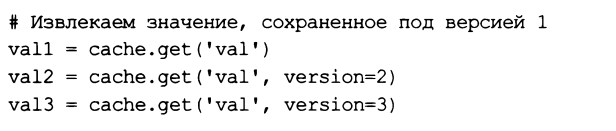 # Извлекаем значение, сохраненное под версией 1
val1 = cache.get('val')
val2 = cache.get('val', version=2)
val3 = cache.get('val', version=3)